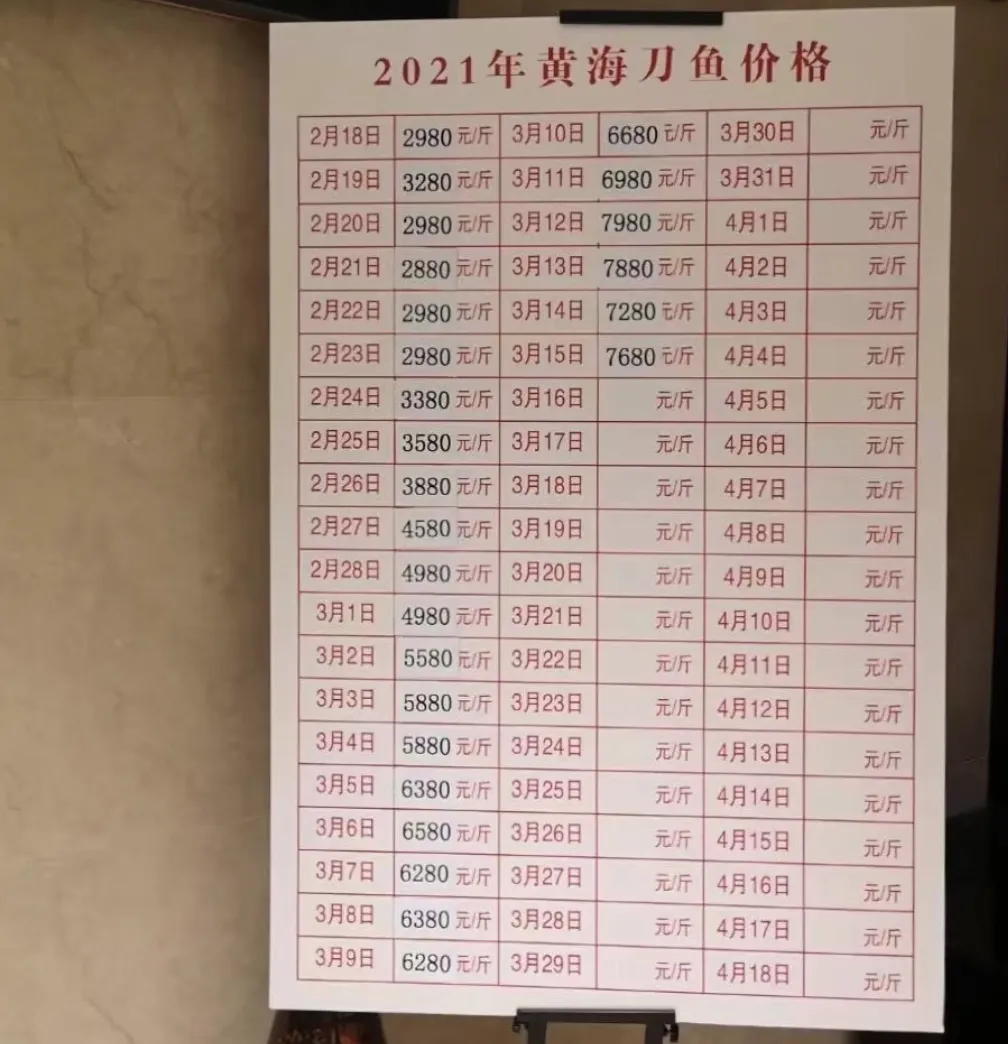 2021年黄海刀鱼价格
2月18日 2980 元/斤 3月10日 6680 元/斤 3月30日 元/斤
2月19日 3280 元/斤 3月11日 6980 元/斤 3月31日 元/斤
2月20日 2980 元/斤 3月12日 7980 元/斤 4月1日 元/斤
2月21日 2880 元/斤 3月13日 7880 元/斤 4月2日 元/斤
2月22日 2980 元/斤 3月14日 7280 元/斤 4月3日 元/斤
2月23日 2980 元/斤 3月15日 7680 元/斤 4月4日 元/斤
2月24日 3380 元/斤 3月16日 元/斤 4月5日 元/斤
2月25日 3580 元/斤 3月17日 元/斤 4月6日 元/斤
2月26日 3880 元/斤 3月18日 元/斤 4月7日 元/斤
2月27日 4580 元/斤 3月19日 元/斤 4月8日 元/斤
2月28日 4980 元/斤 3月20日 元/斤 4月9日 元/斤
3月1日 4980 元/斤 3月21日 元/斤 4月10日 元/斤
3月2日 5580 元/斤 3月22日 元/斤 4月11日 元/斤
3月3日 5880 元/斤 3月23日 元/斤 4月12日 元/斤
3月4日 5880 元/斤 3月24日 元/斤 4月13日 元/斤
3月5日 6380 元/斤 3月25日 元/斤 4月14日 元/斤
3月6日 6580 元/斤 3月26日 元/斤 4月15日 元/斤
3月7日 6280 元/斤 3月27日 元/斤 4月16日 元/斤
3月8日 6380 元/斤 3月28日 元/斤 4月17日 元/斤
3月9日 6280 元/斤 3月29日 元/斤 4月18日 元/斤